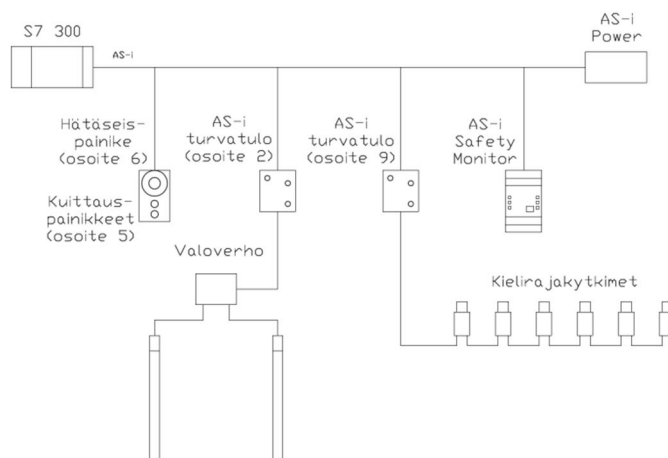 S7 300
AS-i
AS-i
Power
Hätäseis-
painike
(osoite 6)
Kuittaus-
painikkeet
(osoite 5)
AS-i
turvatulo
(osoite 2)
AS-i
turvatulo
(osoite 9)
AS-i
Safety
Monitor
Valoverho
Kielirajakytkimet